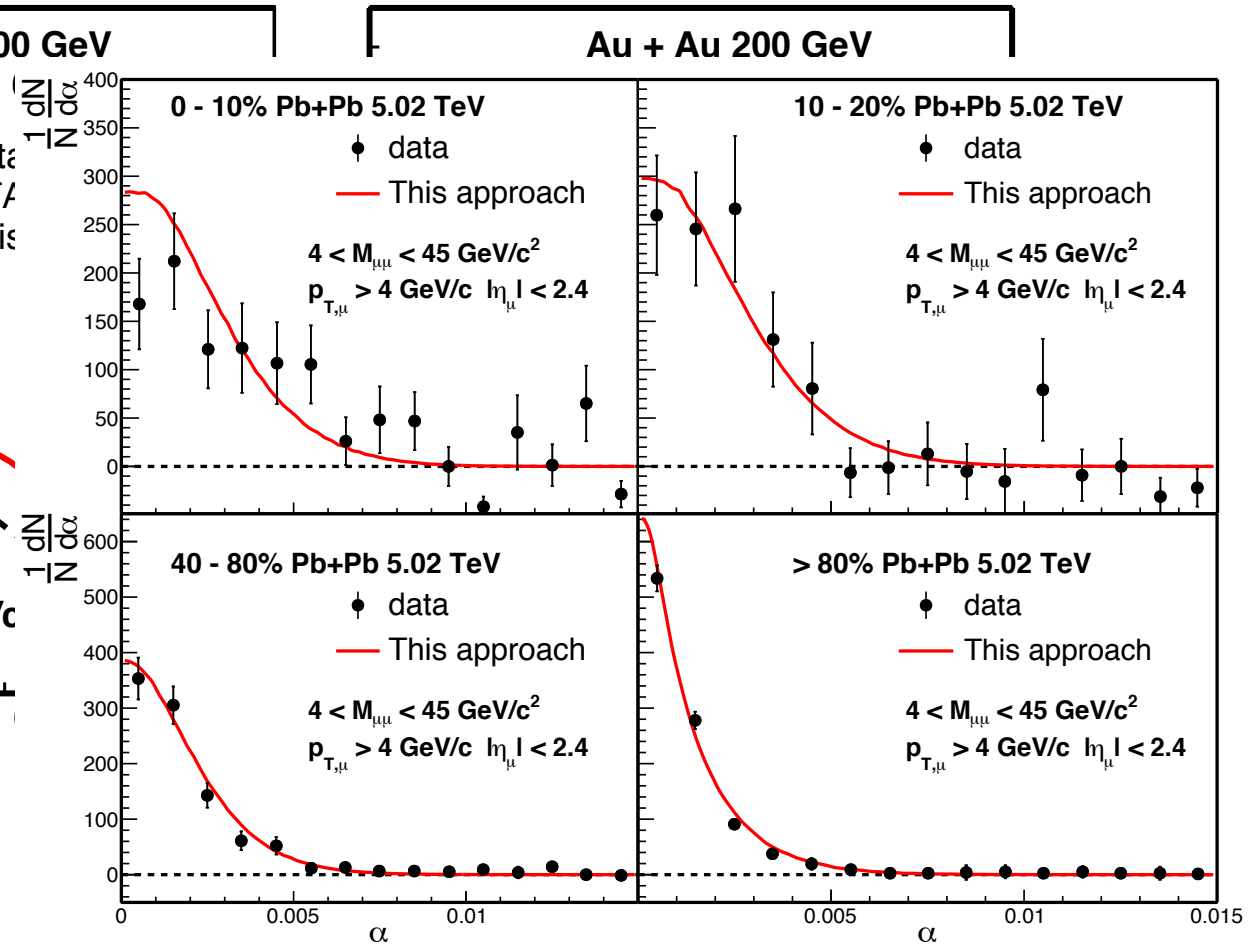 00 GeV
Au + Au 200 GeV
1 dN
N dα
400
350
300
250
200
150
100
50
0
0 - 10% Pb+Pb 5.02 TeV
data
This approach
4 < Mμμ < 45 GeV/c²
pT,μ > 4 GeV/c |ημ| < 2.4
10 - 20% Pb+Pb 5.02 TeV
data
This approach
4 < Mμμ < 45 GeV/c²
pT,μ > 4 GeV/c |ημ| < 2.4
1 dN
N dα
600
500
400
300
200
100
0
40 - 80% Pb+Pb 5.02 TeV
data
This approach
4 < Mμμ < 45 GeV/c²
pT,μ > 4 GeV/c |ημ| < 2.4
> 80% Pb+Pb 5.02 TeV
data
This approach
4 < Mμμ < 45 GeV/c²
pT,μ > 4 GeV/c |ημ| < 2.4
0 0.005 0.01 0.005 0.01 0.015
α α